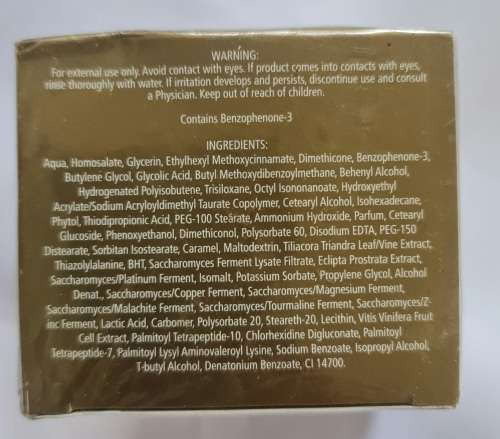 WARNING:
For external use only. Avoid contact with eyes. If product comes into contacts with eyes,
rinse thoroughly with water. If irritation develops and persists, discontinue use and consult
a Physician. Keep out of reach of children.
Contains Benzophenone-3
INGREDIENTS:
Aqua, Homosalate, Glycerin, Ethylhexyl Methoxycinnamate, Dimethicone, Benzophenone-3,
Butylene Glycol, Glycolic Acid, Butyl Methoxydibenzoylmethane, Behenyl Alcohol,
Hydrogenated Polyisobutene, Trisiloxane, Octyl Isononanoate, Hydroxyethyl
Acrylate/Sodium Acryloyldimethyl Taurate Copolymer, Cetearyl Alcohol, Isohexadecane,
Phytol, Thiodipropionic Acid, PEG-100 Stearate, Ammonium Hydroxide, Parfum, Cetearyl
Glucoside, Phenoxyethanol, Dimethiconol, Polysorbate 60, Disodium EDTA, PEG-150
Distearate, Sorbitan Isostearate, Caramel, Maltodextrin, Tiliacora Triandra Leaf/Vine Extract,
Thiazolylalanine, BHT, Saccharomyces Ferment Lysate Filtrate, Eclipta Prostrata Extract,
Saccharomyces/Platinum Ferment, Isomalt, Potassium Sorbate, Propylene Glycol, Alcohol
Denat., Saccharomyces/Copper Ferment, Saccharomyces/Magnesium Ferment,
Saccharomyces/Malachite Ferment, Saccharomyces/Tourmaline Ferment, Saccharomyces/Z-
inc Ferment, Lactic Acid, Carbomer, Polysorbate 20, Steareth-20, Lecithin, Vitis Vinifera Fruit
Cell Extract, Palmitoyl Tetrapeptide-10, Chlorhexidine Digluconate, Palmitoyl
Tetrapeptide-7, Palmitoyl Lysyl Aminovaleroyl Lysine, Sodium Benzoate, Isopropyl Alcohol,
T-butyl Alcohol, Denatonium Benzoate, CI 14700.